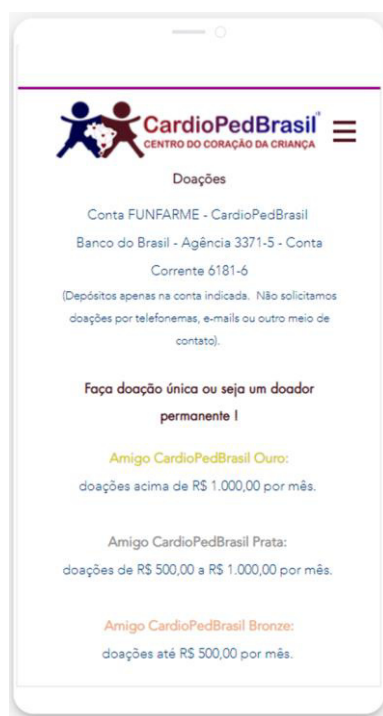 CardioPedBrasil
CENTRO DO CORAÇÃO DA CRIANÇA
Doações
Conta FUNFARME - CardioPedBrasil
Banco do Brasil - Agência 3371-5 - Conta
Corrente 6181-6
(Depósitos apenas na conta indicada. Não solicitamos
doações por telefonemas, e-mails ou outro meio de
contato).
Faça doação única ou seja um doador
permanente !
Amigo CardioPedBrasil Ouro:
doações acima de R$ 1.000,00 por mês.
Amigo CardioPedBrasil Prata:
doações de R$ 500,00 a R$ 1.000,00 por mês.
Amigo CardioPedBrasil Bronze:
doações até R$ 500,00 por mês.